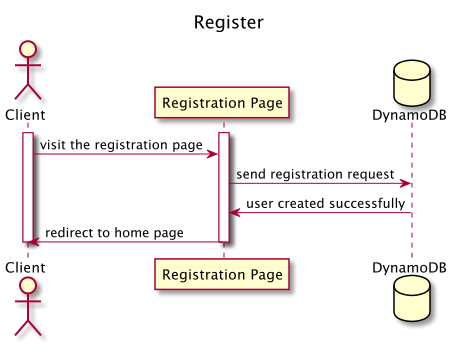 Register
Client
Registration Page
DynamoDB
visit the registration page
send registration request
user created successfully
redirect to home page
Client
Registration Page
DynamoDB